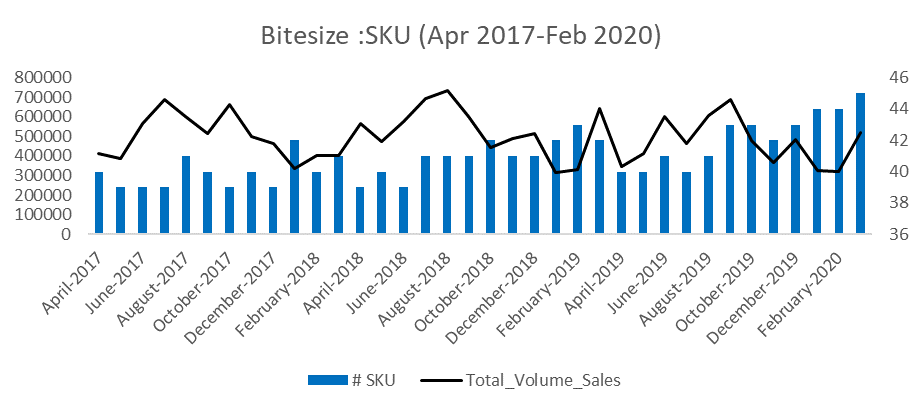 Bitesize :SKU (Apr 2017-Feb 2020)
800000
700000
600000
500000
400000
300000
200000
100000
0
46
44
42
40
38
36
April-2017
June-2017
August-2017
October-2017
December-2017
February-2018
April-2018
June-2018
August-2018
October-2018
December-2018
February-2019
April-2019
June-2019
August-2019
October-2019
December-2019
February-2020
# SKU
Total_Volume_Sales